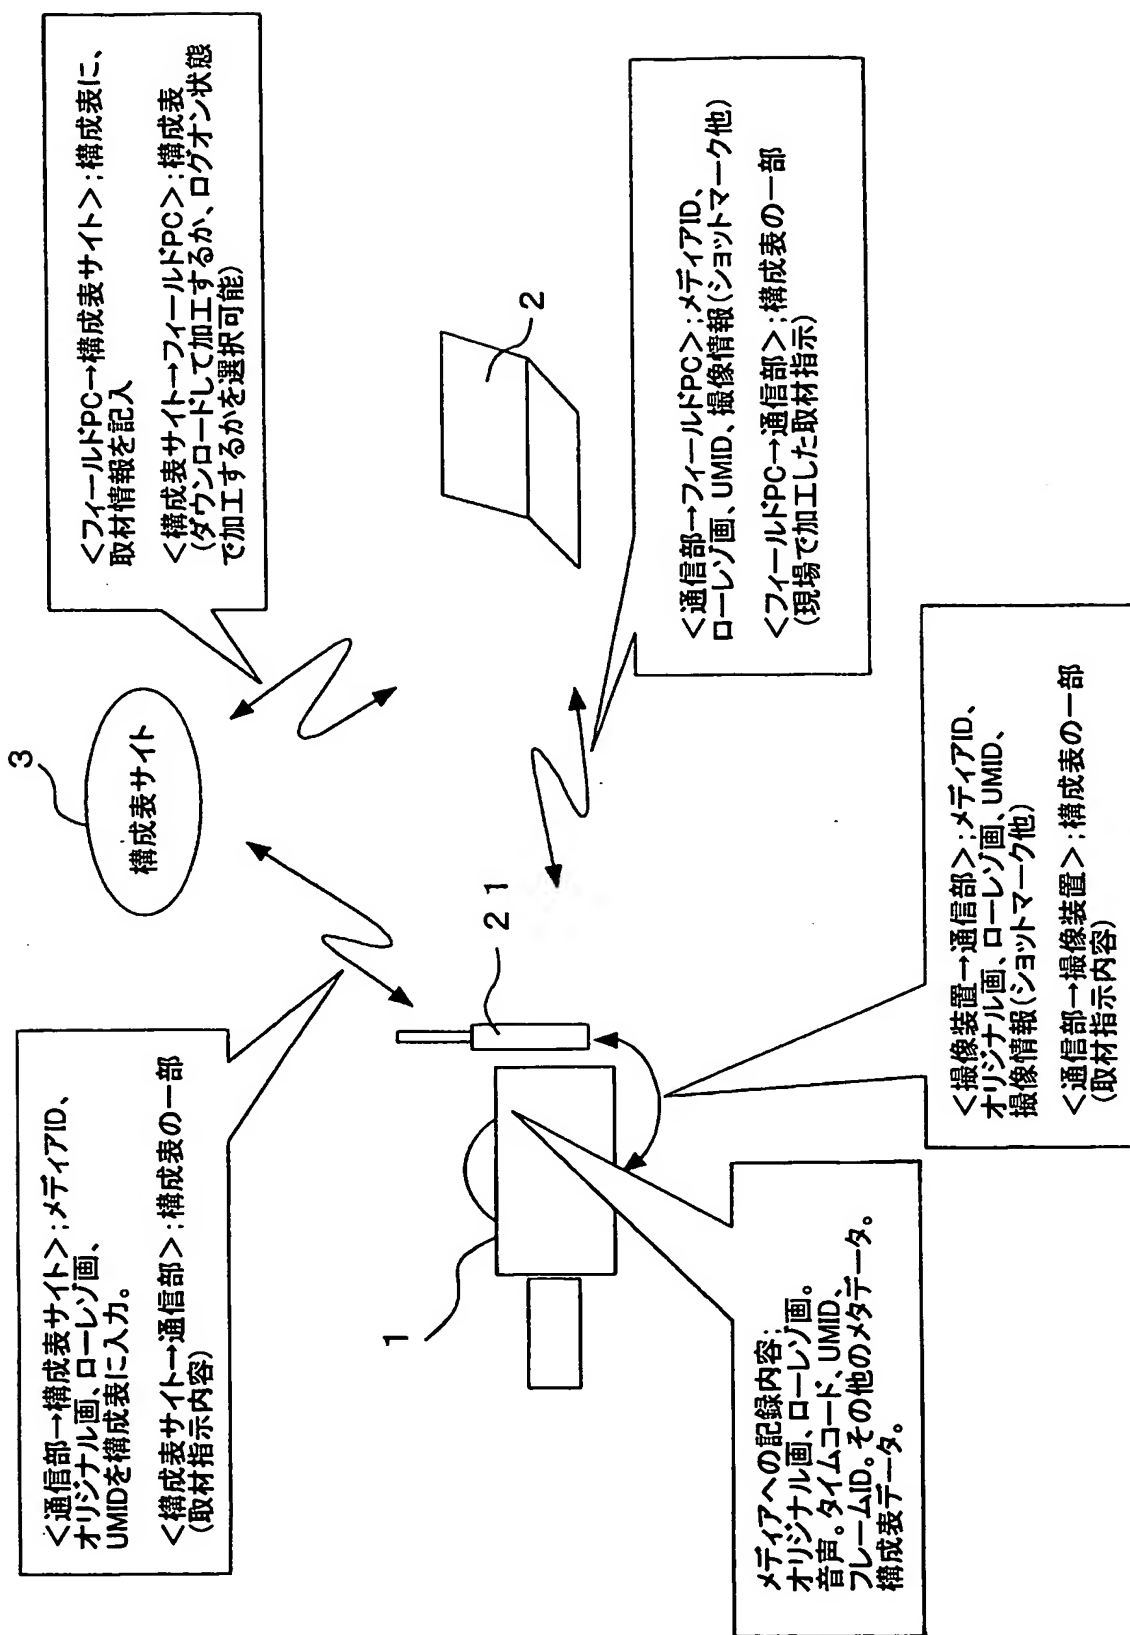 3
構成表サイト
<フィールドPC→構成表サイト>;構成表に、
取材情報を記入
<構成表サイト→フィールドPC>;構成表
(ダウンロードして加工するか、ログオン状態
で加工するかを選択可能)
<通信部→構成表サイト>;メディアID、
オリジナル画、ローレゾ画、
UMIDを構成表に入力。
<構成表サイト→通信部>;構成表の一部
(取材指示内容)
1
21
2
<通信部→フィールドPC>;メディアID、
ローレゾ画、UMID、撮像情報(ショットマーク他)
<フィールドPC→通信部>;構成表の一部
(現場で加工した取材指示)
メディアへの記録内容;
オリジナル画、ローレゾ画。
音声。タイムコード、UMID、
フレームID。その他のメタデータ。
構成表データ。
<撮像装置→通信部>;メディアID、
オリジナル画、ローレゾ画、UMID、
撮像情報(ショットマーク他)
<通信部→撮像装置>;構成表の一部
(取材指示内容)